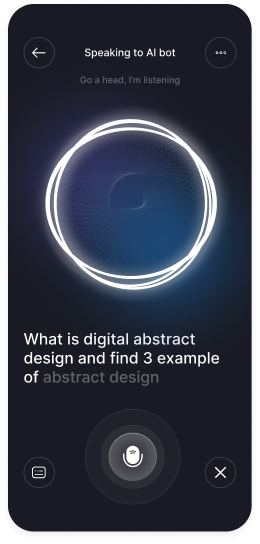 Speaking to AI bot
Go a head, I'm listening
What is digital abstract
design and find 3 example
of abstract design